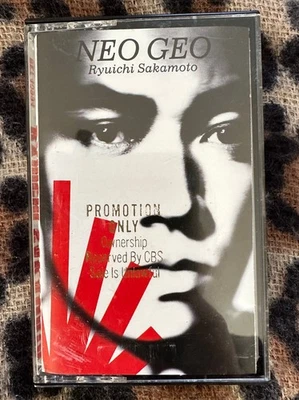 NEO GEO
Ryuichi Sakamoto
PROMOTION
ONLY
Ownership
Reserved By CBS
Sale Is Unlawful